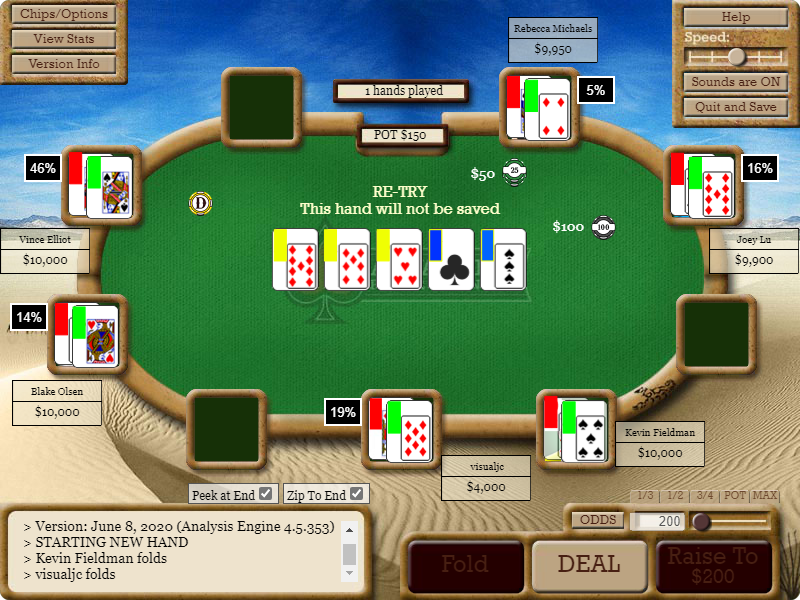 Chips/Options
View Stats
Version Info
Rebecca Michaels
$9,950
Help
Speed:
Sounds are ON
Quit and Save
1 hands played
POT $150
5%
46%
16%
$50
25
D
RE-TRY
This hand will not be saved
$100
100
Vince Elliot
$10,000
Joey Lu
$9,900
14%
Blake Olsen
$10,000
19%
Kevin Fieldman
$10,000
visualjc
$4,000
Peek at End
Zip To End
1/3 | 1/2 | 3/4 | POT | MAX
ODDS
200
> Version: June 8, 2020 (Analysis Engine 4.5.353)
> STARTING NEW HAND
> Kevin Fieldman folds
> visualjc folds
Fold
DEAL
Raise To
$200